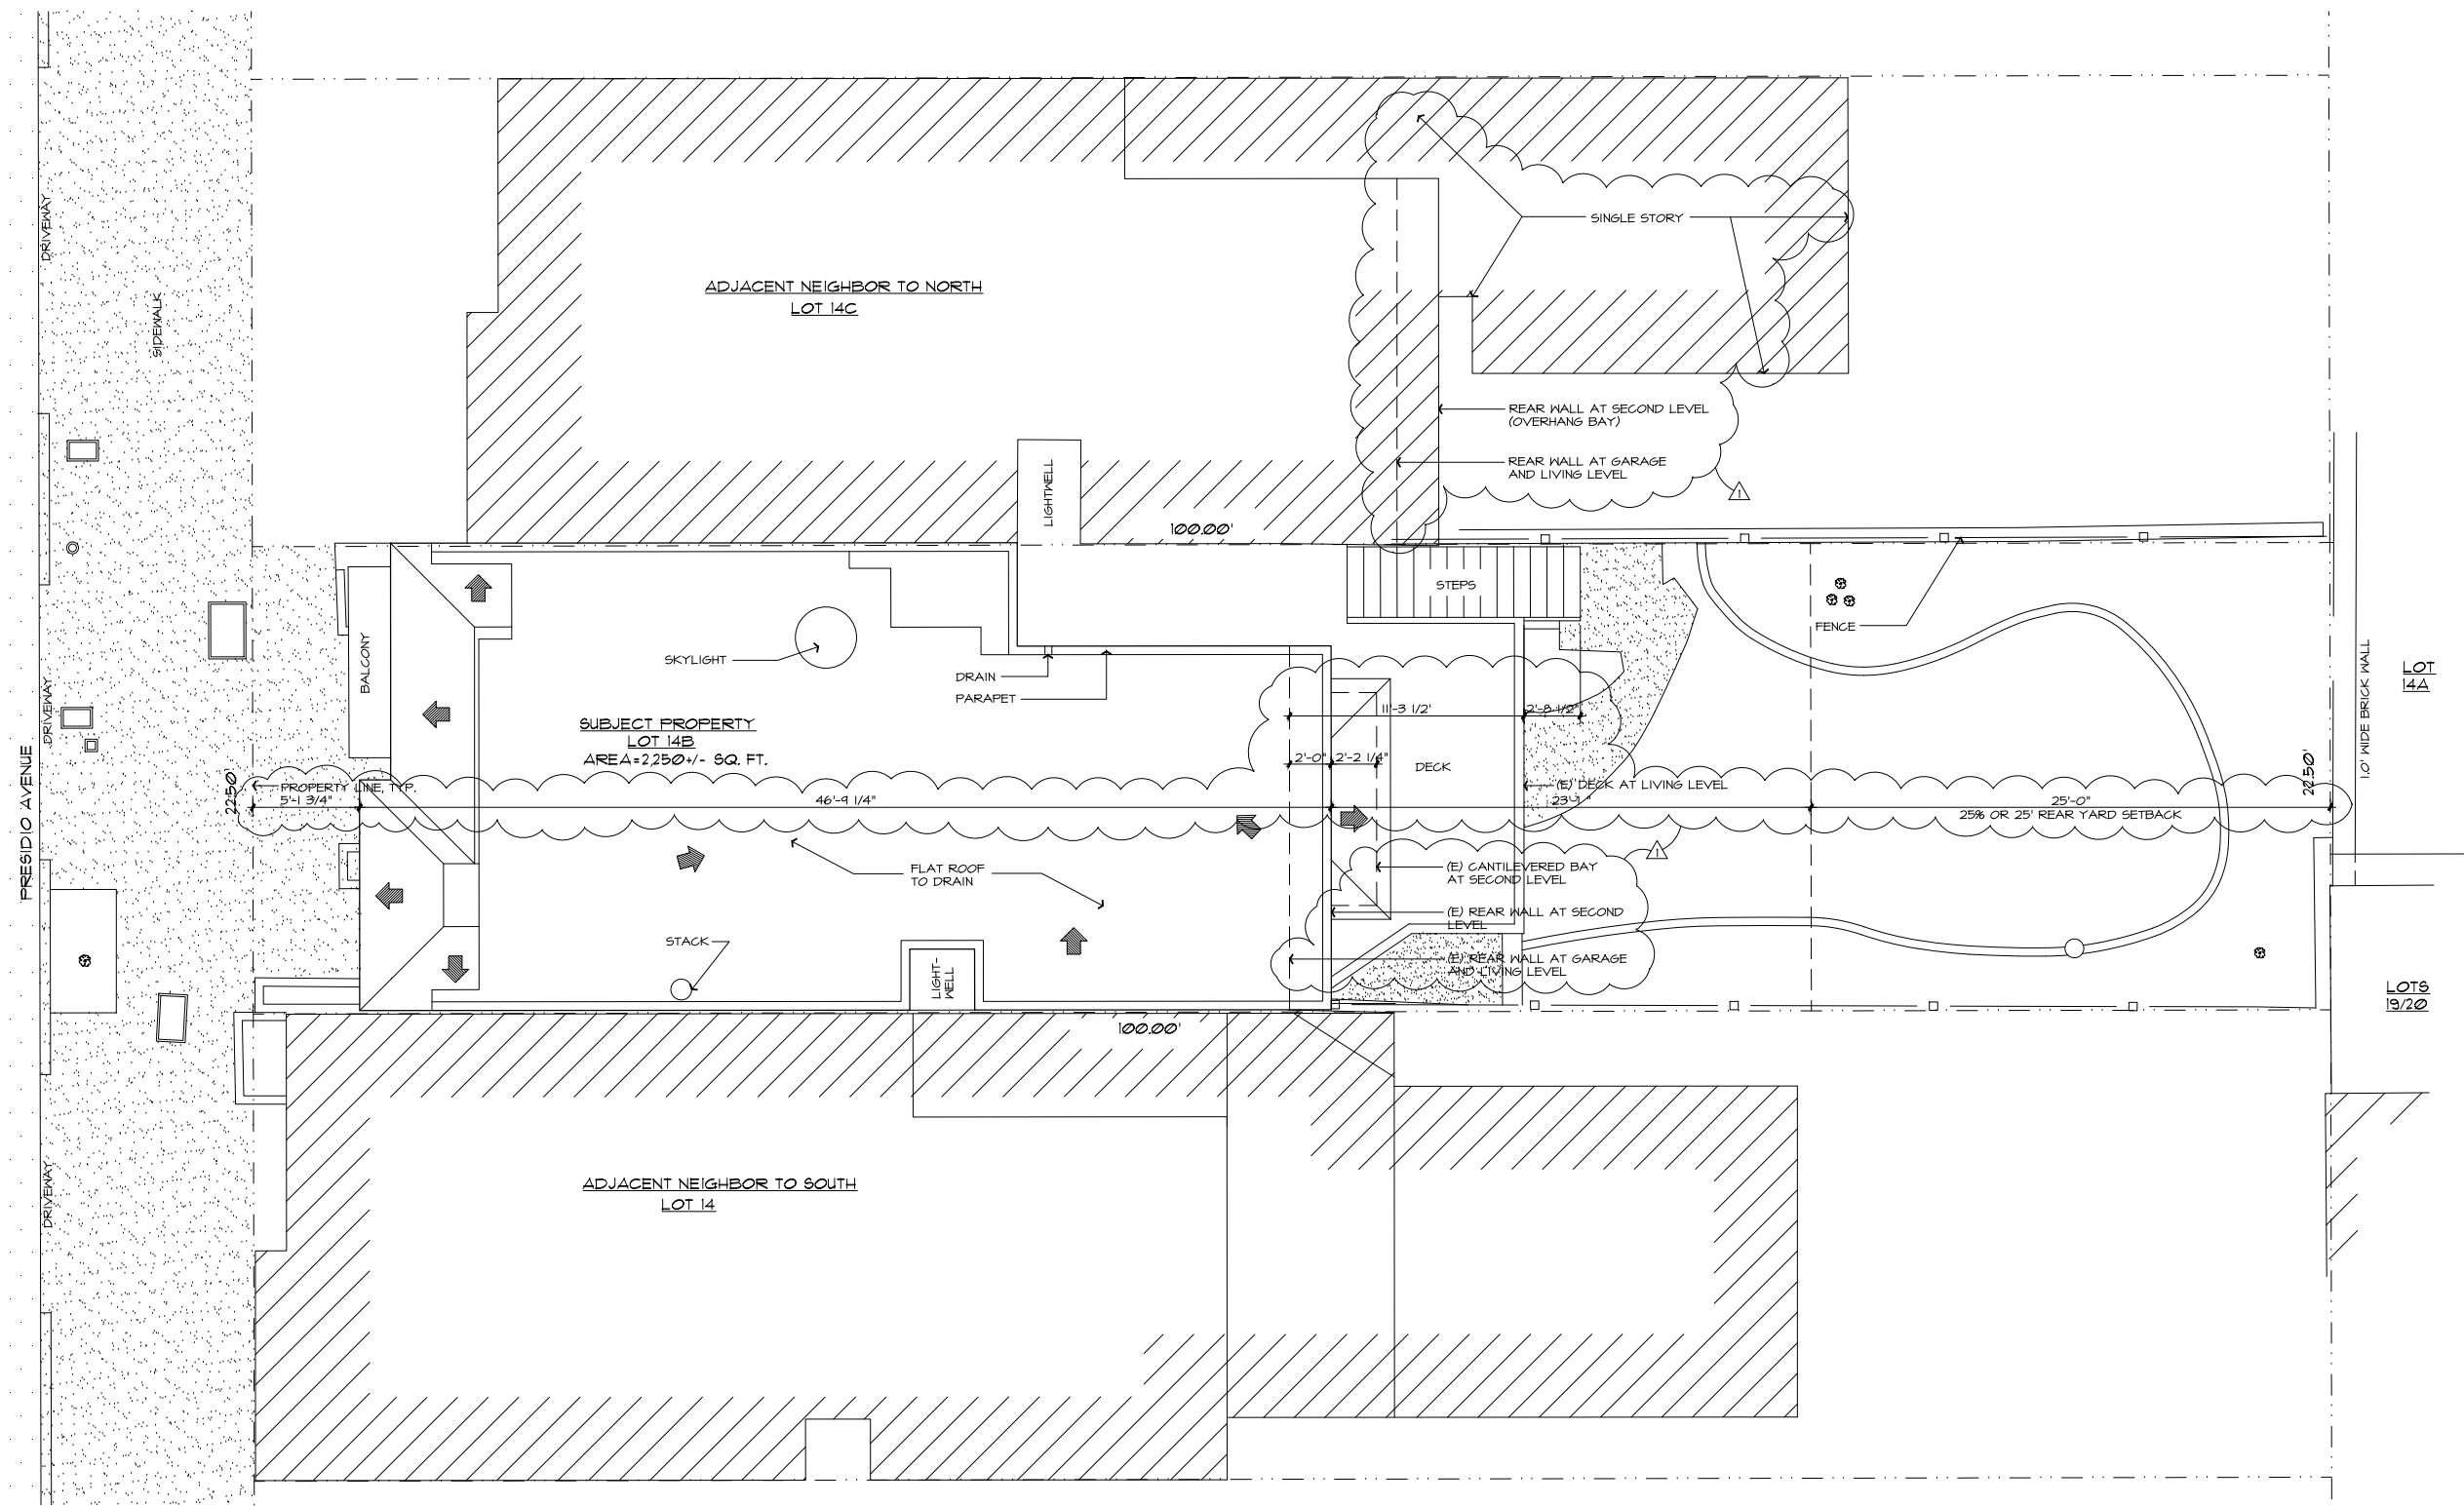 DRIVEWAY
SIDEWALK
SINGLE STORY
ADJACENT NEIGHBOR TO NORTH
LOT 14C
REAR WALL AT SECOND LEVEL
(OVERHANG BAY)
REAR WALL AT GARAGE
AND LIVING LEVEL
1
LIGHTWELL
100.00'
STEPS
FENCE
BALCONY
SKYLIGHT
DRAIN
PARAPET
LOT
14A
1.0' WIDE BRICK WALL
DRIVEWAY
PRESIDIO AVENUE
SUBJECT PROPERTY
LOT 14B
AREA=2,250+/- SQ. FT.
11'-3 1/2'
2'-8 1/2"
2'-0"
2'-2 1/4"
DECK
22.50'
PROPERTY LINE, TYP.
5'-1 3/4"
46'-9 1/4"
(E) DECK AT LIVING LEVEL
23'-1 "
25'-0"
25% OR 25' REAR YARD SETBACK
22.50'
FLAT ROOF
TO DRAIN
(E) CANTILEVERED BAY
AT SECOND LEVEL
1
(E) REAR WALL AT SECOND
LEVEL
STACK
LIGHT-
WELL
(E) REAR WALL AT GARAGE
AND LIVING LEVEL
LOTS
19/20
100.00'
DRIVEWAY
ADJACENT NEIGHBOR TO SOUTH
LOT 14